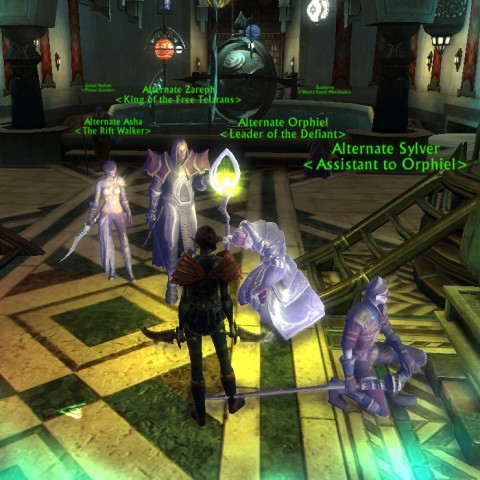 Alternate Zareph
<King of the Free Telarans>
Alternate Asha
<The Rift Walker>
Alternate Orphiel
<Leader of the Defiant>
Alternate Sylver
<Assistant to Orphiel>